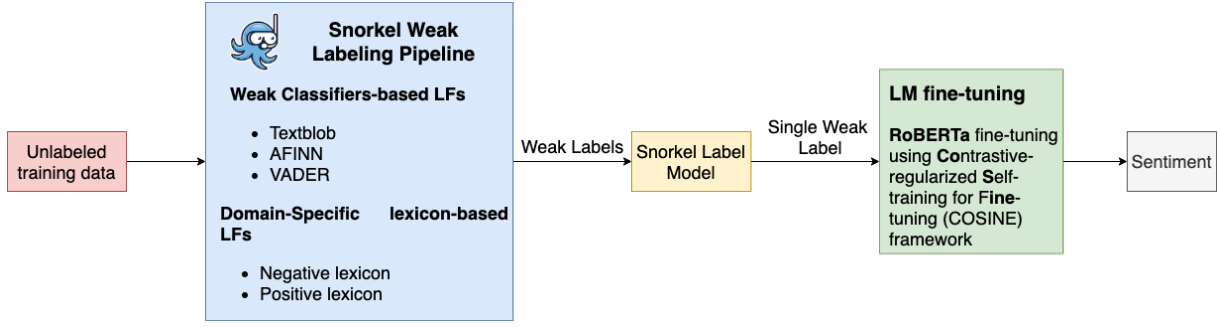 Snorkel Weak
Labeling Pipeline
Weak Classifiers-based LFs
• Textblob
• AFINN
• VADER
Domain-Specific lexicon-based
LFs
• Negative lexicon
• Positive lexicon
Unlabeled
training data
Weak Labels
Snorkel Label
Model
Single Weak
Label
LM fine-tuning
RoBERTa fine-tuning
using Contrastive-
regularized Self-
training for Fine-
tuning (COSINE)
framework
Sentiment